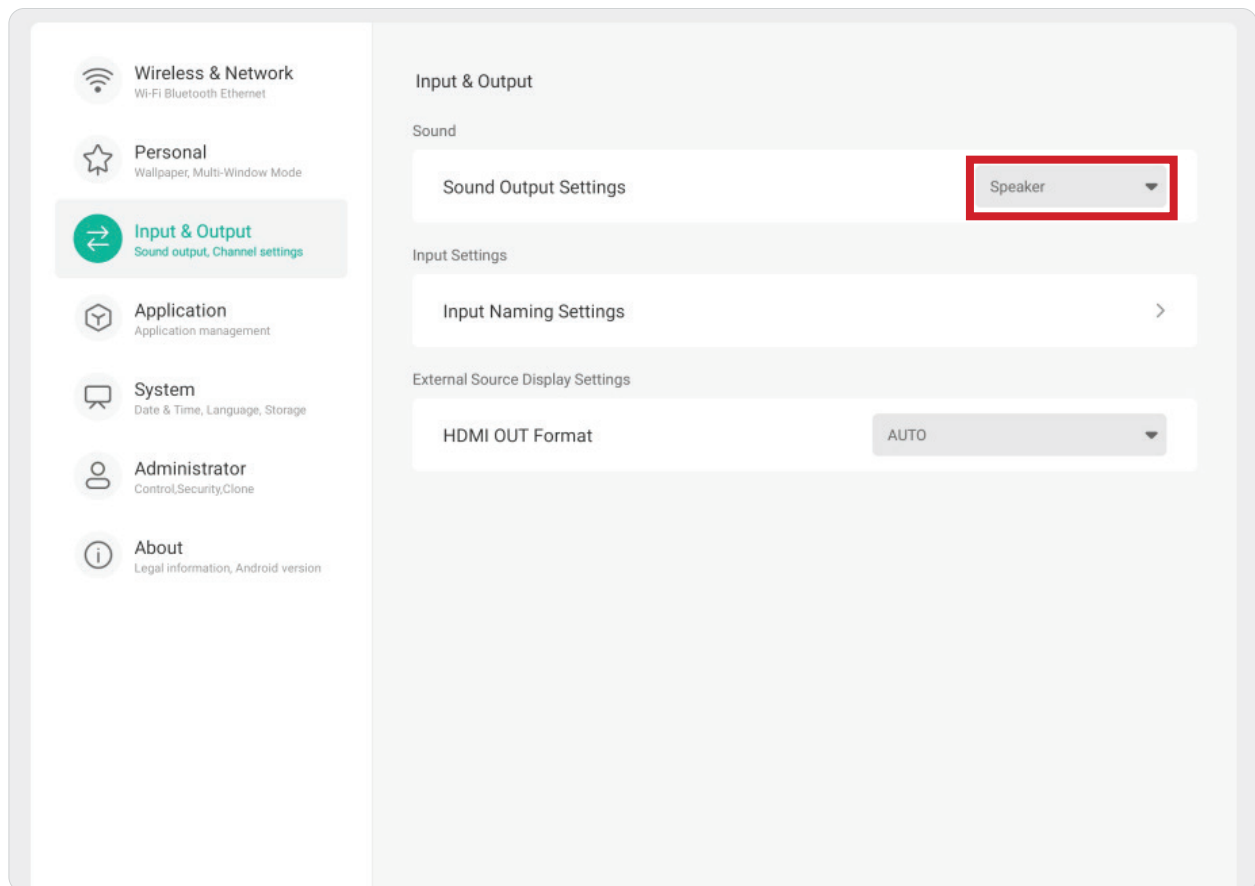 Wireless & Network
Wi-Fi Bluetooth Ethernet
Personal
Wallpaper, Multi-Window Mode
Input & Output
Sound output, Channel settings
Application
Application management
System
Date & Time, Language, Storage
Administrator
Control,Security,Clone
About
Legal information, Android version
Input & Output
Sound
Sound Output Settings
Speaker
Input Settings
Input Naming Settings
External Source Display Settings
HDMI OUT Format
AUTO